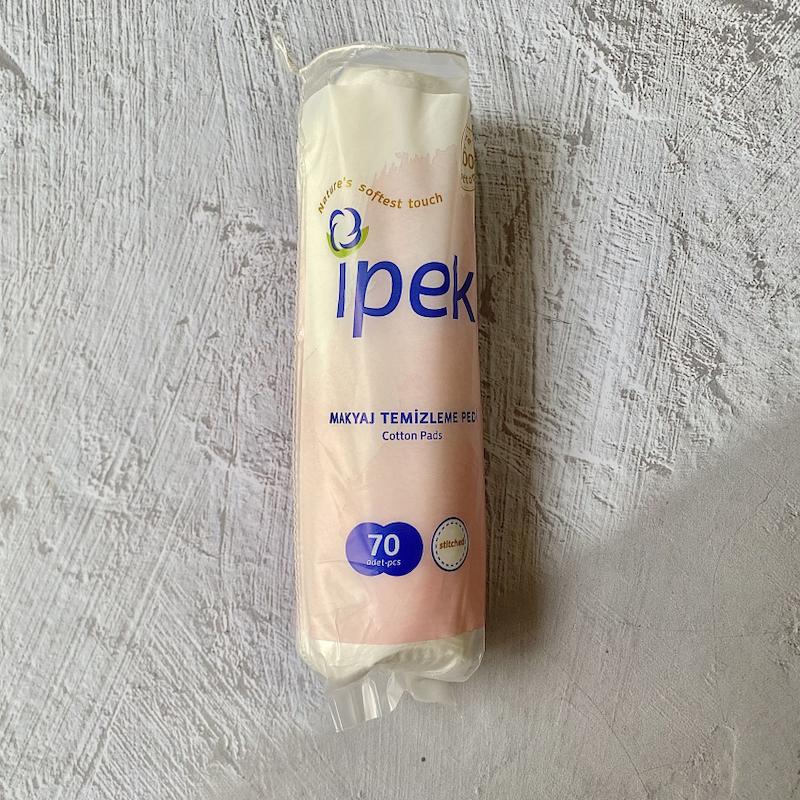 Nature's softest touch
ipek
MAKYAJ TEMİZLEME PEDİ
Cotton Pads
70
adet-pcs
stitched